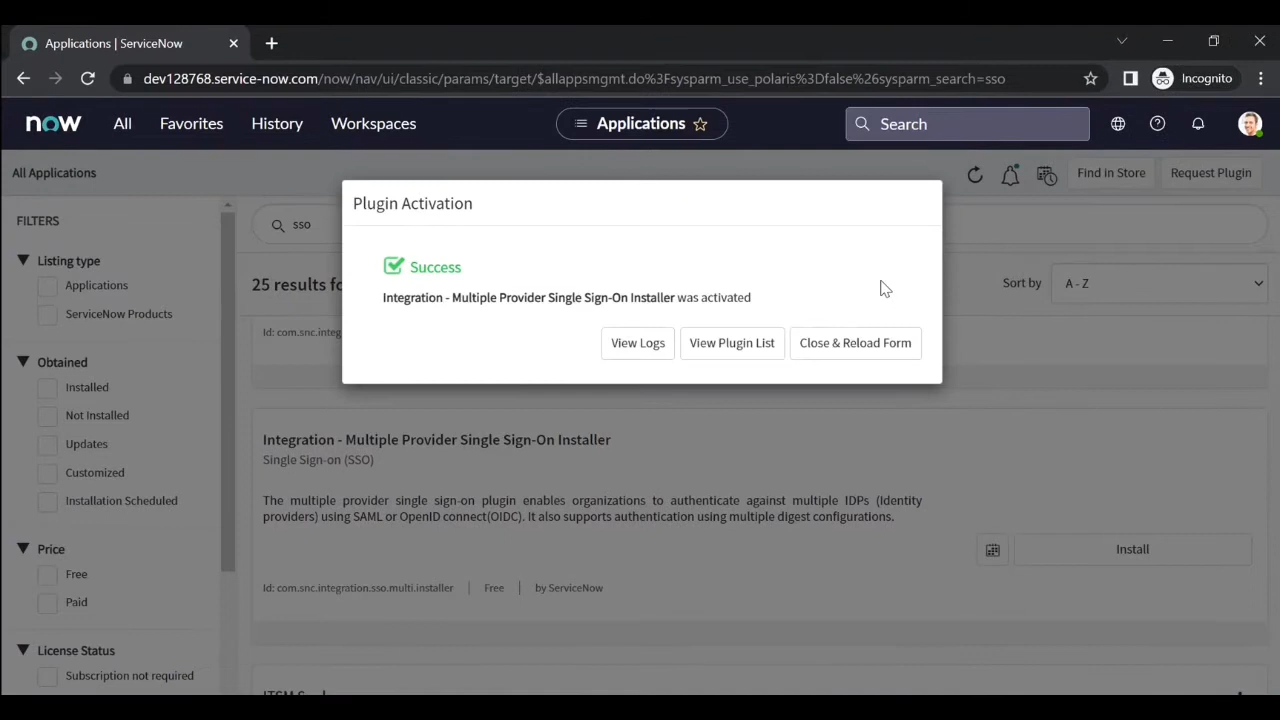 Applications | ServiceNow
dev128768.service-now.com/now/nav/ui/classic/params/target/$allappsmgmt.do%3Fsysparm_use_polaris%3Dfalse%26sysparm_search=sso
Incognito
now
All
Favorites
History
Workspaces
Applications
Search
All Applications
Find in Store
Request Plugin
FILTERS
Listing type
Applications
ServiceNow Products
Obtained
Installed
Not Installed
Updates
Customized
Installation Scheduled
Price
Free
Paid
License Status
Subscription not required
sso
25 results fo
Sort by
A - Z
Plugin Activation
Success
Integration - Multiple Provider Single Sign-On Installer was activated
View Logs
View Plugin List
Close & Reload Form
Id: com.snc.integ
Integration - Multiple Provider Single Sign-On Installer
Single Sign-on (SSO)
The multiple provider single sign-on plugin enables organizations to authenticate against multiple IDPs (Identity
providers) using SAML or OpenID connect(OIDC). It also supports authentication using multiple digest configurations.
Install
Id: com.snc.integration.sso.multi.installer
Free
by ServiceNow